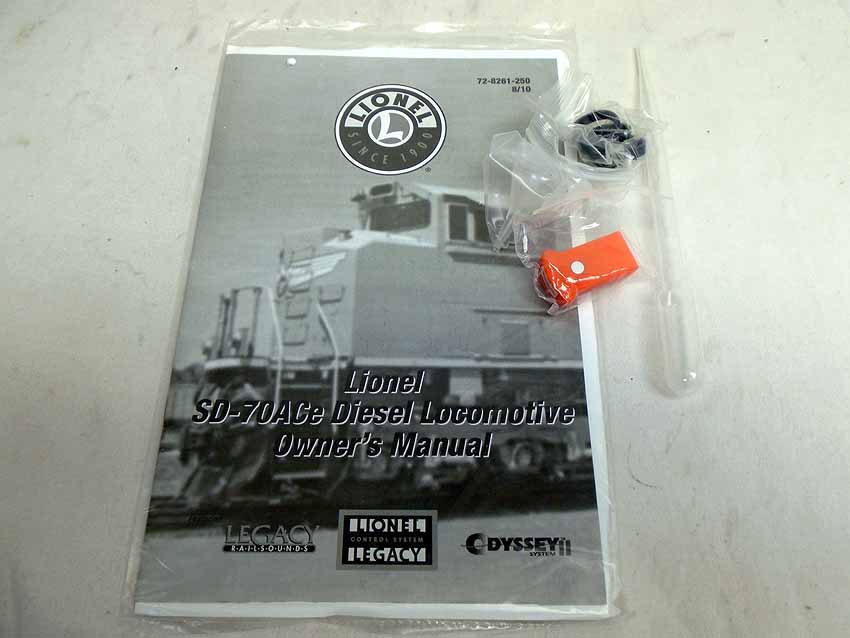 72-8261-250
8/10
LIONEL
L
SINCE 1900
®
Lionel
SD-70ACe Diesel Locomotive
Owner's Manual
LEGACY
RAILSOUNDS
LIONEL
CONTROL SYSTEM
LEGACY
ODYSSEY II
SYSTEM